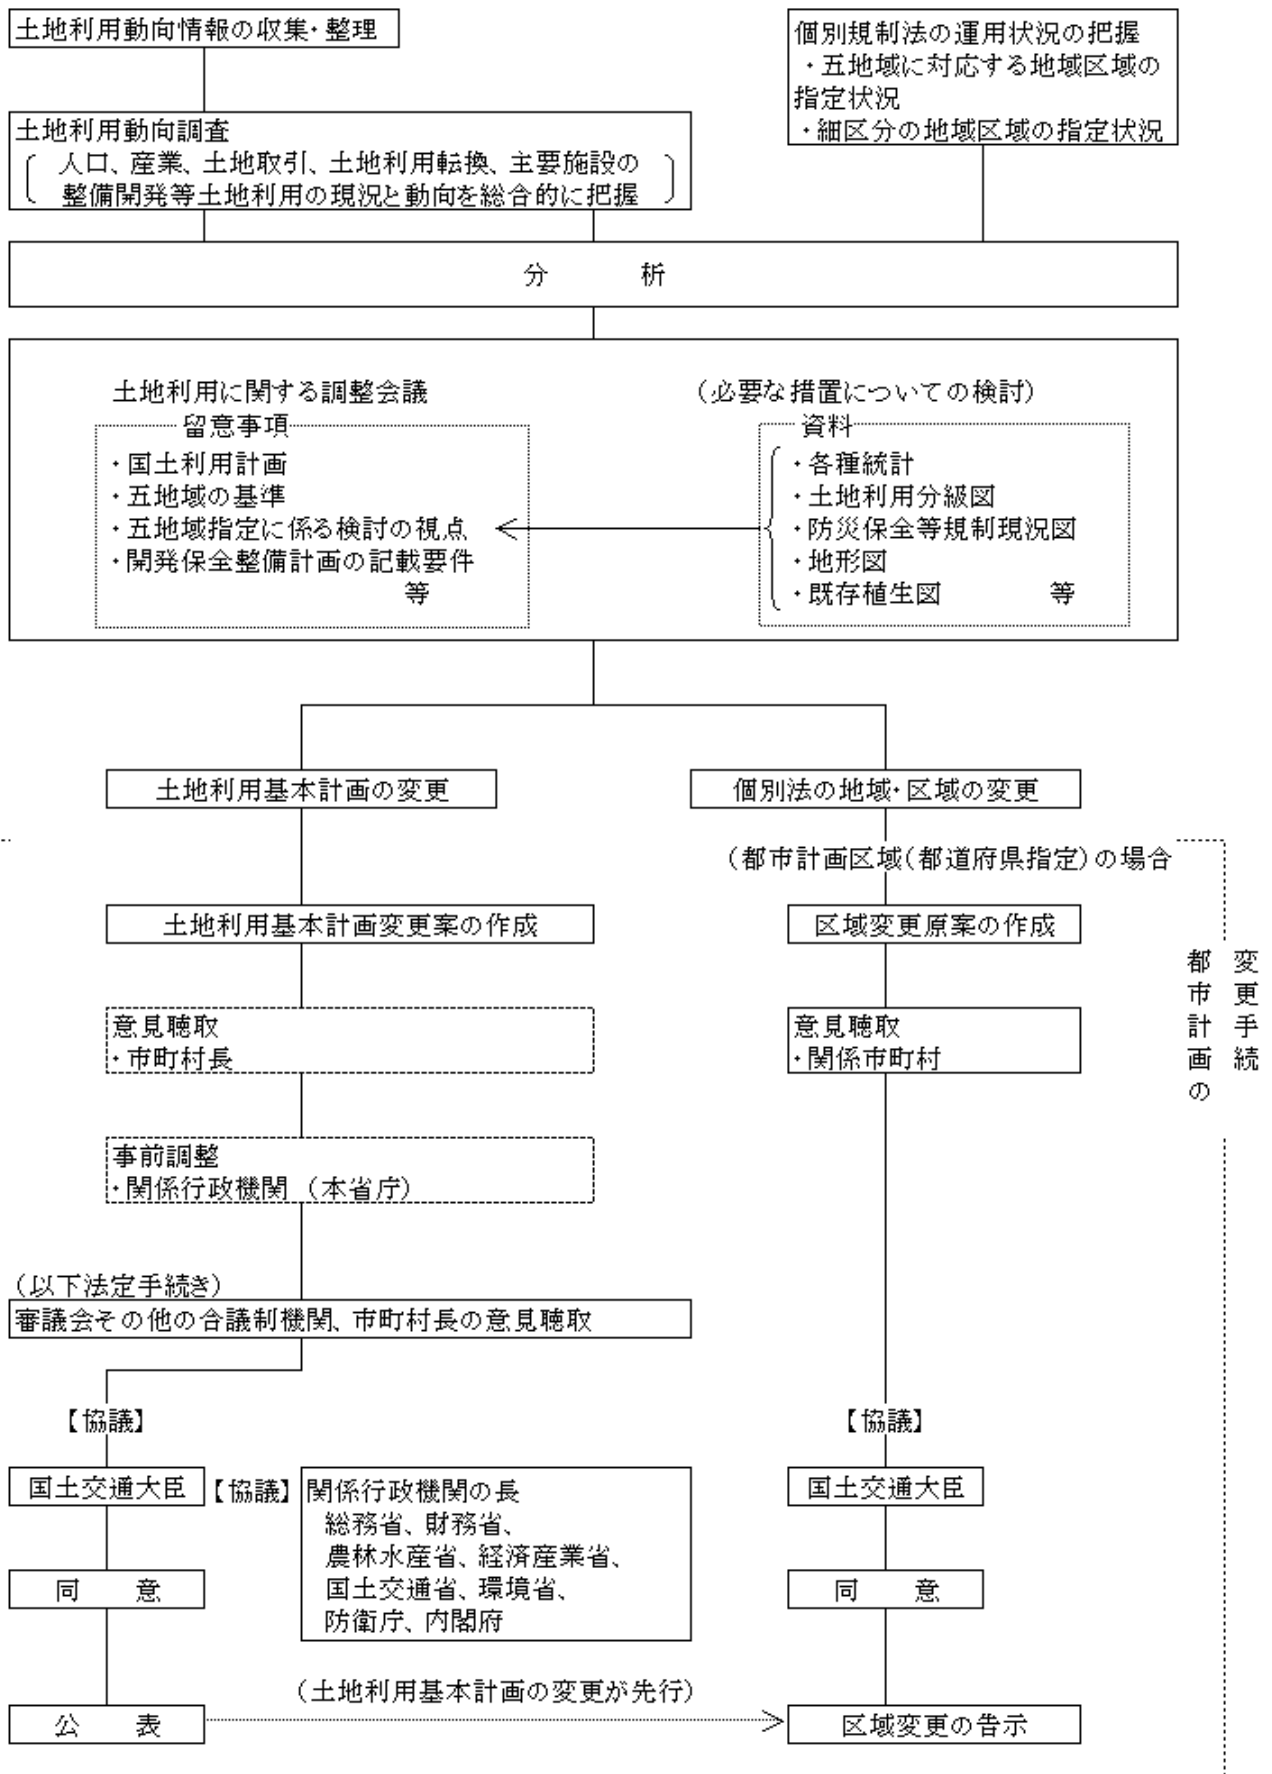 土地利用動向情報の収集・整理
個別規制法の運用状況の把握
・五地域に対応する地域区域の
指定状況
・細区分の地域区域の指定状況
土地利用動向調査
人口、産業、土地取引、土地利用転換、主要施設の
整備開発等土地利用の現況と動向を総合的に把握
分 析
土地利用に関する調整会議
(必要な措置についての検討)
留意事項
・国土利用計画
・五地域の基準
・五地域指定に係る検討の視点
・開発保全整備計画の記載要件
等
資料
・各種統計
・土地利用分級図
・防災保全等規制現況図
・地形図
・既存植生図 等
土地利用基本計画の変更
個別法の地域・区域の変更
(都市計画区域(都道府県指定)の場合
土地利用基本計画変更案の作成
区域変更原案の作成
変更手続
都市計画の
意見聴取
・市町村長
意見聴取
・関係市町村
事前調整
・関係行政機関 (本省庁)
(以下法定手続き)
審議会その他の合議制機関、市町村長の意見聴取
【協議】
【協議】
国土交通大臣
【協議】
関係行政機関の長
総務省、財務省、
農林水産省、経済産業省、
国土交通省、環境省、
防衛庁、内閣府
国土交通大臣
同 意
同 意
(土地利用基本計画の変更が先行)
公 表
区域変更の告示